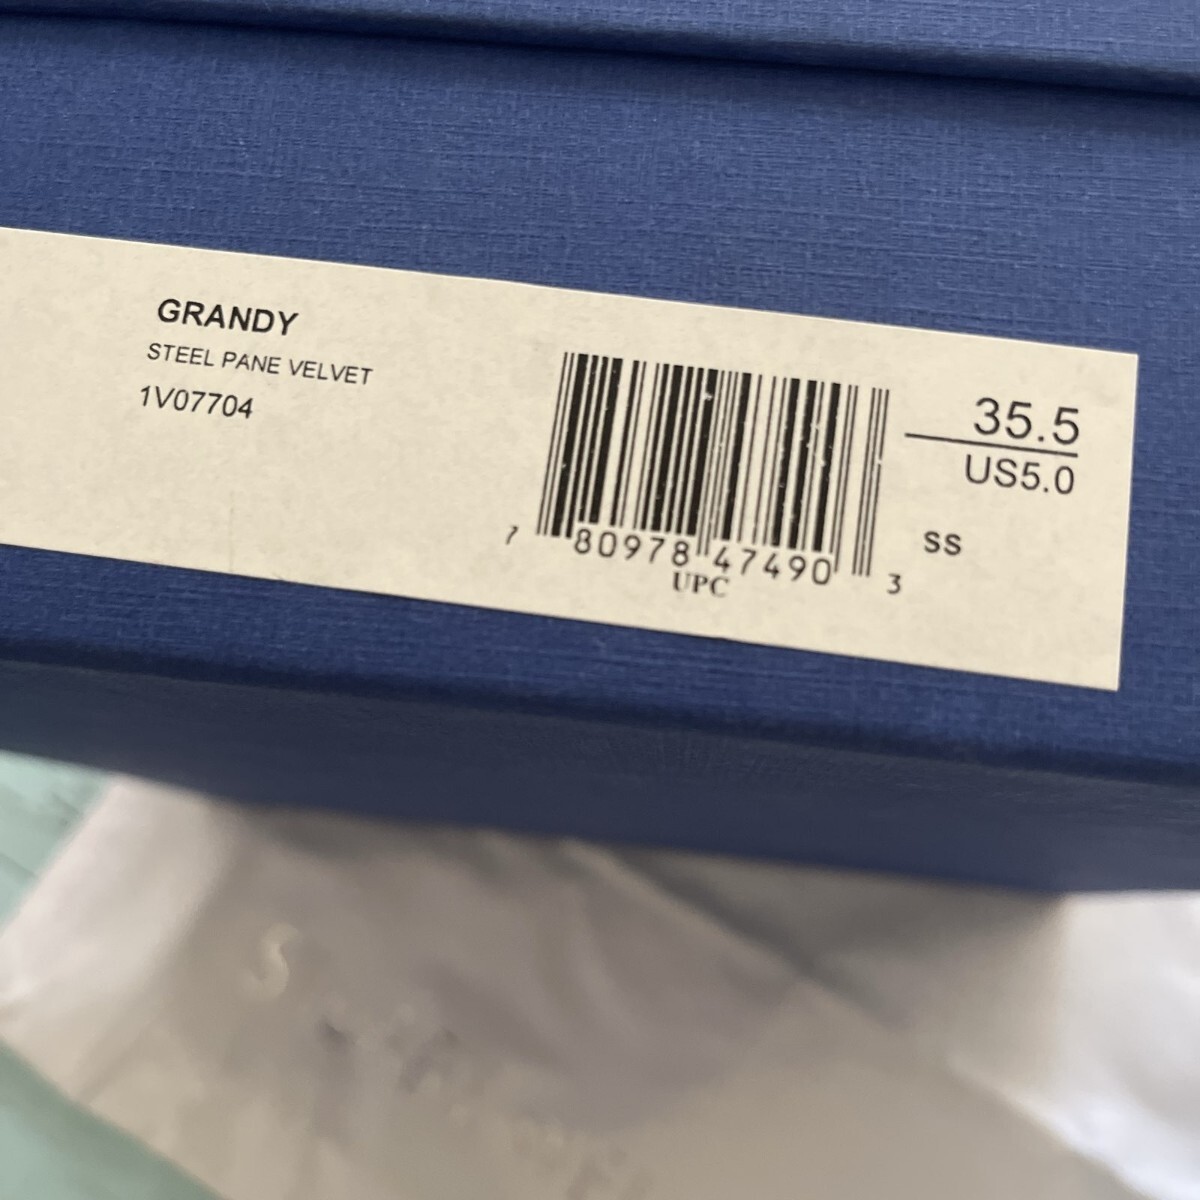 GRANDY
STEEL PANE VELVET
1V07704
7 80978 47490 3
UPC
35.5
US5.0
SS